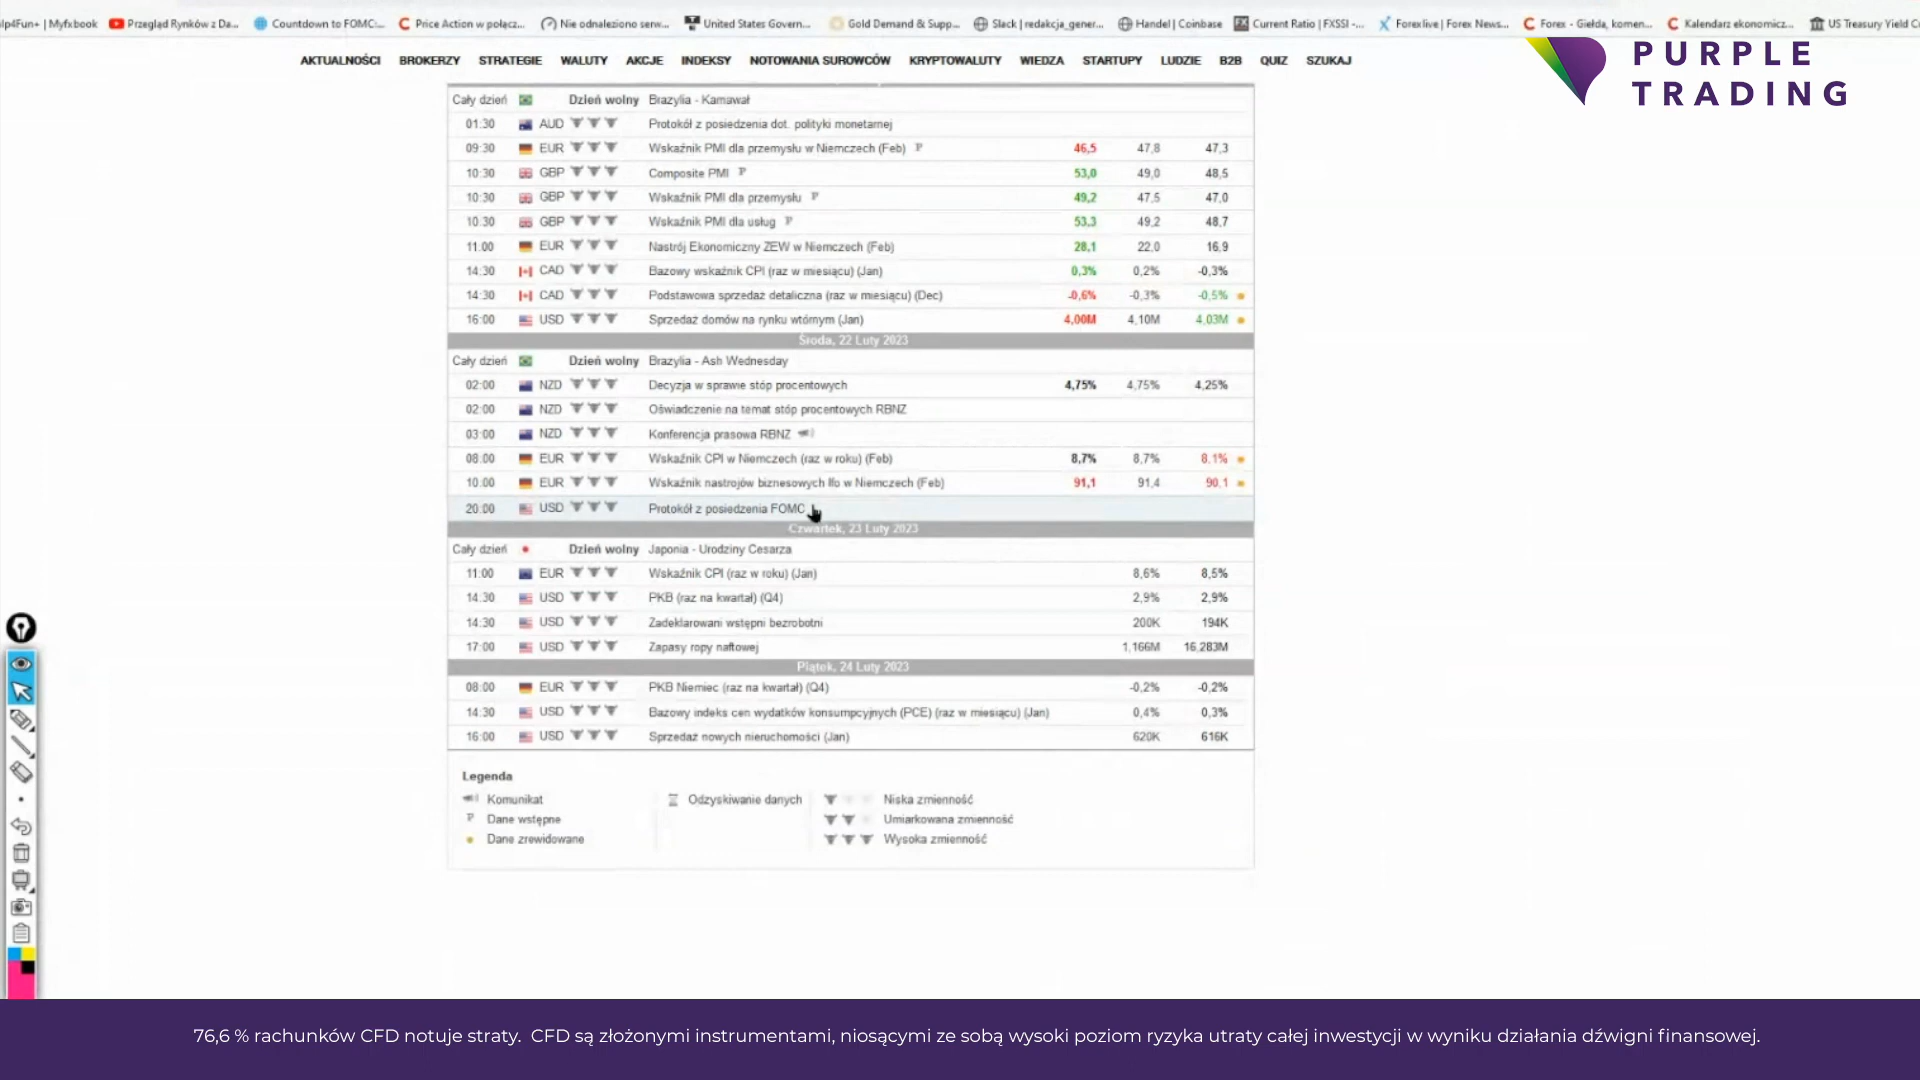 lp4Fun+ | Myfxbook Przegląd Rynków z Da... Countdown to FOMC:... Price Action w połącz... Nie odnaleziono serw... United States Govern... Gold Demand & Supp... Slack | redakcja_gener... Handel | Coinbase Current Ratio | FXSSI -... Forexlive | Forex News... Forex - Giełda, komen... Kalendarz ekonomicz... US Treasury Yield C
PURPLE
TRADING
AKTUALNOŚCI BROKERZY STRATEGIE WALUTY AKCJE INDEKSY NOTOWANIA SUROWCÓW KRYPTOWALUTY WIEDZA STARTUPY LUDZIE B2B QUIZ SZUKAJ
Cały dzień Dzień wolny Brazylia - Karnawał
01:30 AUD Protokół z posiedzenia dot. polityki monetarnej
09:30 EUR Wskaźnik PMI dla przemysłu w Niemczech (Feb) P 46,5 47,8 47,3
10:30 GBP Composite PMI P 53,0 49,0 48,5
10:30 GBP Wskaźnik PMI dla przemysłu P 49,2 47,5 47,0
10:30 GBP Wskaźnik PMI dla usług P 53,3 49,2 48,7
11:00 EUR Nastrój Ekonomiczny ZEW w Niemczech (Feb) 28,1 22,0 16,9
14:30 CAD Bazowy wskaźnik CPI (raz w miesiącu) (Jan) 0,3% 0,2% -0,3%
14:30 CAD Podstawowa sprzedaż detaliczna (raz w miesiącu) (Dec) -0,6% -0,3% -0,5%
16:00 USD Sprzedaż domów na rynku wtórnym (Jan) 4,00M 4,10M 4,03M
Środa, 22 Luty 2023
Cały dzień Dzień wolny Brazylia - Ash Wednesday
02:00 NZD Decyzja w sprawie stóp procentowych 4,75% 4,75% 4,25%
02:00 NZD Oświadczenie na temat stóp procentowych RBNZ
03:00 NZD Konferencja prasowa RBNZ
08:00 EUR Wskaźnik CPI w Niemczech (raz w roku) (Feb) 8,7% 8,7% 8,1%
10:00 EUR Wskaźnik nastrojów biznesowych Ifo w Niemczech (Feb) 91,1 91,4 90,1
20:00 USD Protokół z posiedzenia FOMC
Czwartek, 23 Luty 2023
Cały dzień Dzień wolny Japonia - Urodziny Cesarza
11:00 EUR Wskaźnik CPI (raz w roku) (Jan) 8,6% 8,5%
14:30 USD PKB (raz na kwartał) (Q4) 2,9% 2,9%
14:30 USD Zadeklarowani wstępni bezrobotni 200K 194K
17:00 USD Zapasy ropy naftowej 1,166M 16,283M
Piątek, 24 Luty 2023
08:00 EUR PKB Niemiec (raz na kwartał) (Q4) -0,2% -0,2%
14:30 USD Bazowy indeks cen wydatków konsumpcyjnych (PCE) (raz w miesiącu) (Jan) 0,4% 0,3%
16:00 USD Sprzedaż nowych nieruchomości (Jan) 620K 616K
Legenda
Komunikat Odzyskiwanie danych Niska zmienność
P Dane wstępne Umiarkowana zmienność
Dane zrewidowane Wysoka zmienność
76,6 % rachunków CFD notuje straty. CFD są złożonymi instrumentami, niosącymi ze sobą wysoki poziom ryzyka utraty całej inwestycji w wyniku działania dźwigni finansowej.